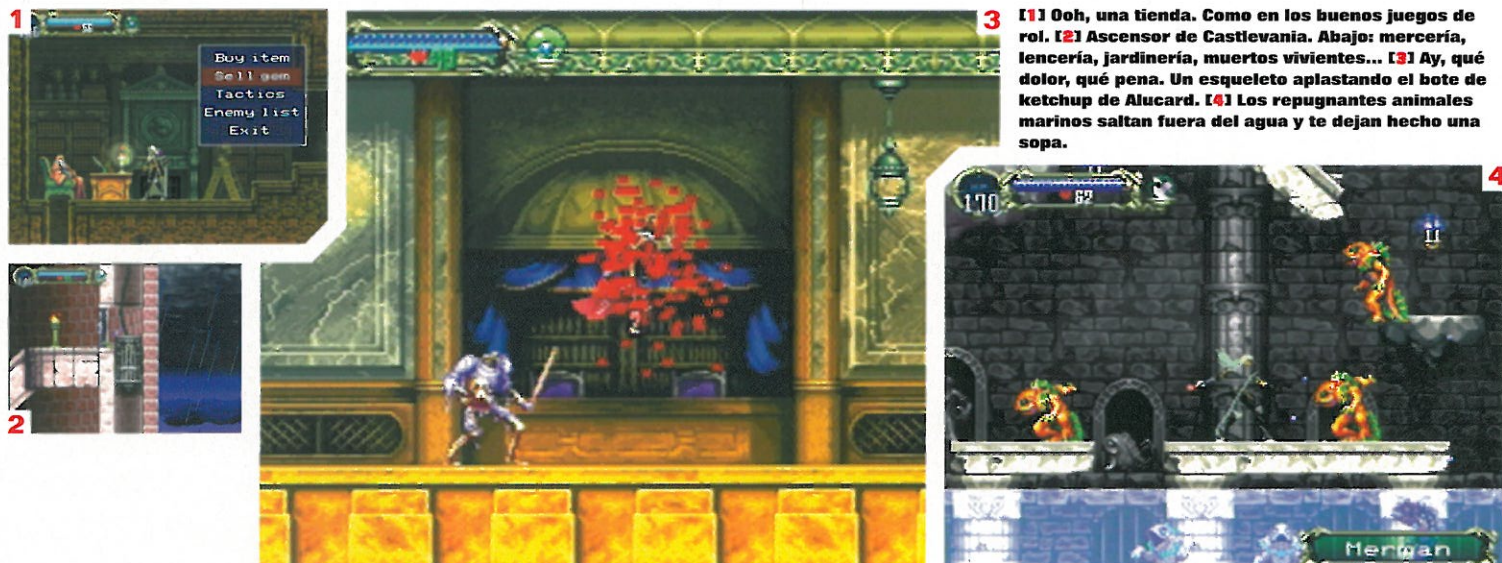 1
Buy item
Sell gem
Tactics
Enemy list
Exit
2
3
[1] Ooh, una tienda. Como en los buenos juegos de
rol. [2] Ascensor de Castlevania. Abajo: mercería,
lencería, jardinería, muertos vivientes... [3] Ay, qué
dolor, qué pena. Un esqueleto aplastando el bote de
ketchup de Alucard. [4] Los repugnantes animales
marinos saltan fuera del agua y te dejan hecho una
sopa.
4
170
62
11
Merman